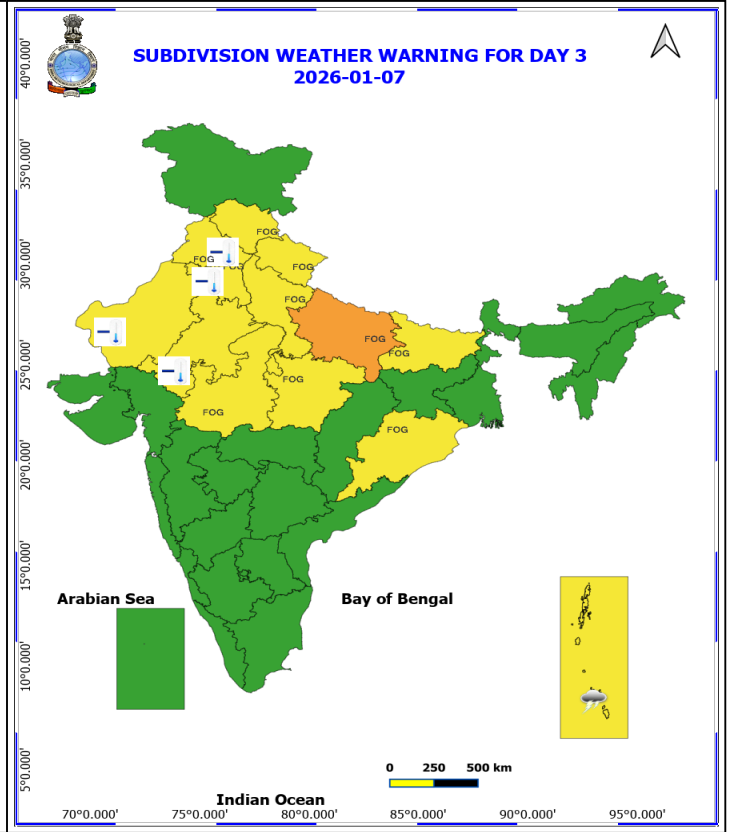 SUBDIVISION WEATHER WARNING FOR DAY 3
2026-01-07
40°0.000'
35°0.000'
30°0.000'
25°0.000'
20°0.000'
15°0.000'
10°0.000'
5°0.000'
FOG
FOG
FOG
FOG
FOG
FOG
FOG
FOG
FOG
FOG
Arabian Sea
Bay of Bengal
0 250 500 km
Indian Ocean
70°0.000' 75°0.000' 80°0.000' 85°0.000' 90°0.000' 95°0.000'